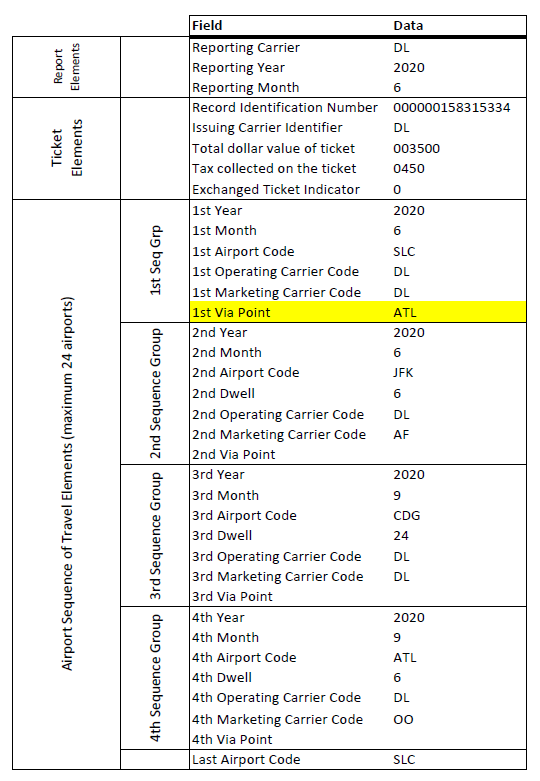 Field Data
Report Elements
Reporting Carrier DL
Reporting Year 2020
Reporting Month 6
Ticket Elements
Record Identification Number 000000158315334
Issuing Carrier Identifier DL
Total dollar value of ticket 003500
Tax collected on the ticket 0450
Exchanged Ticket Indicator 0
Airport Sequence of Travel Elements (maximum 24 airports)
1st Seq Grp
1st Year 2020
1st Month 6
1st Airport Code SLC
1st Operating Carrier Code DL
1st Marketing Carrier Code DL
1st Via Point ATL
2nd Sequence Group
2nd Year 2020
2nd Month 6
2nd Airport Code JFK
2nd Dwell 6
2nd Operating Carrier Code DL
2nd Marketing Carrier Code AF
2nd Via Point
3rd Sequence Group
3rd Year 2020
3rd Month 9
3rd Airport Code CDG
3rd Dwell 24
3rd Operating Carrier Code DL
3rd Marketing Carrier Code DL
3rd Via Point
4th Sequence Group
4th Year 2020
4th Month 9
4th Airport Code ATL
4th Dwell 6
4th Operating Carrier Code DL
4th Marketing Carrier Code OO
4th Via Point
Last Airport Code SLC